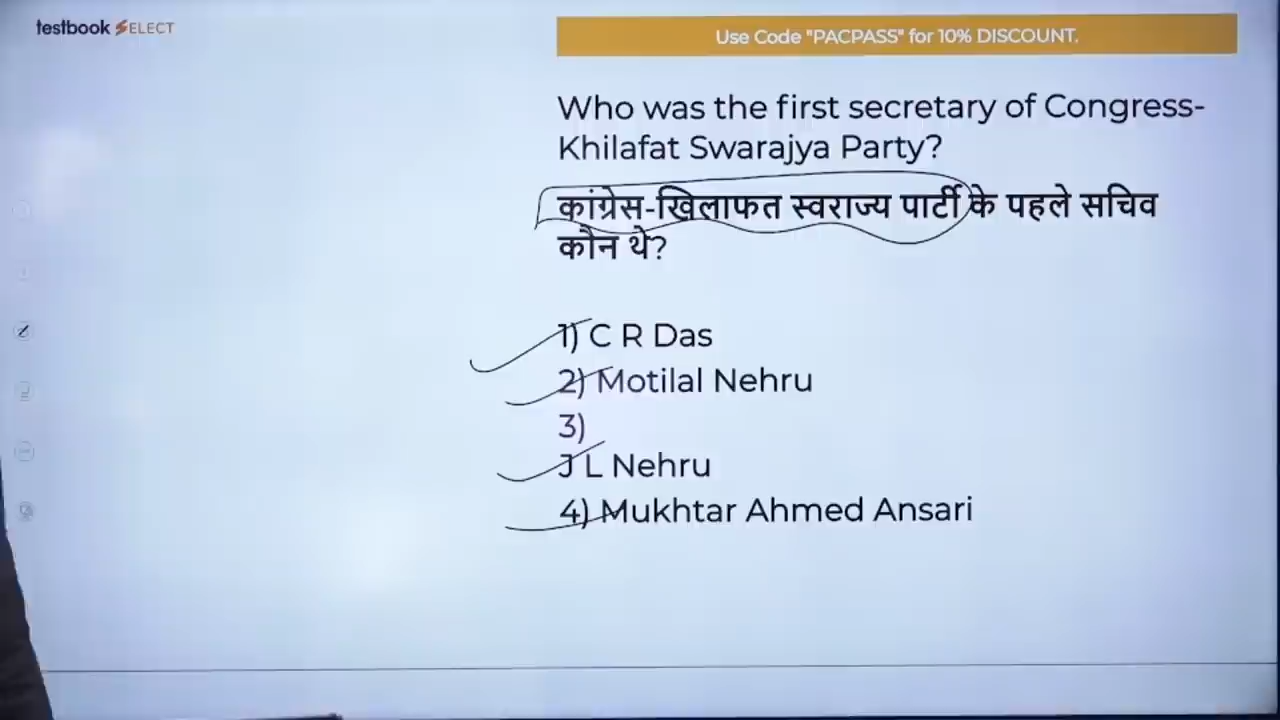 testbook SELECT
Use Code "PACPASS" for 10% DISCOUNT.
Who was the first secretary of Congress-
Khilafat Swarajya Party?
कांग्रेस-खिलाफत स्वराज्य पार्टी के पहले सचिव
कौन थे?
1) C R Das
2) Motilal Nehru
3)
J L Nehru
4) Mukhtar Ahmed Ansari